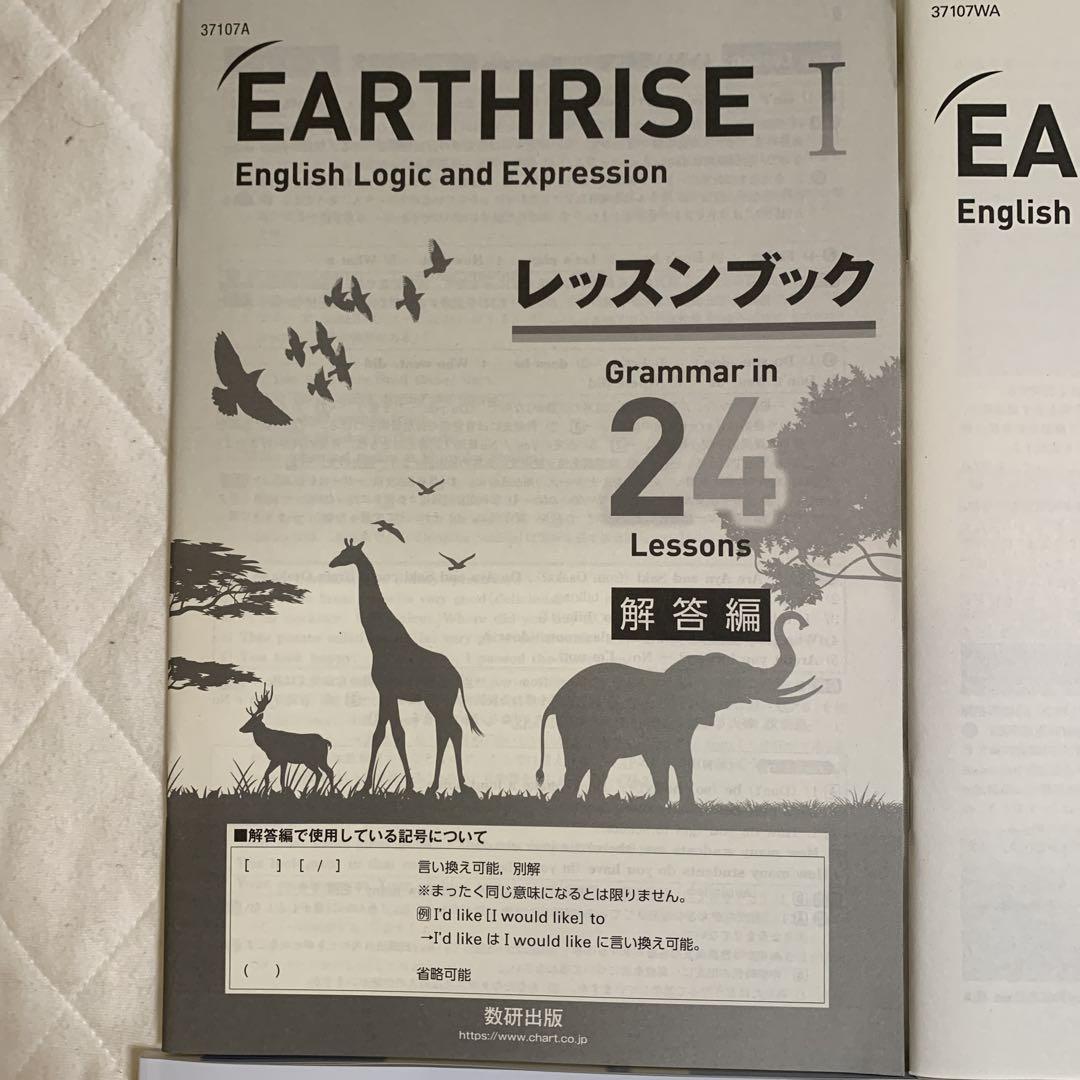 37107A
EARTHRISE I
English Logic and Expression
レッスンブック
Grammar in
24
Lessons
解答編
■解答編で使用している記号について
[ ] [ / ] 言い換え可能，別解
※まったく同じ意味になるとは限りません。
例 I'd like [I would like] to
→I'd like は I would like に言い換え可能。
( ) 省略可能
数研出版
https://www.chart.co.jp
37107WA
EA
English